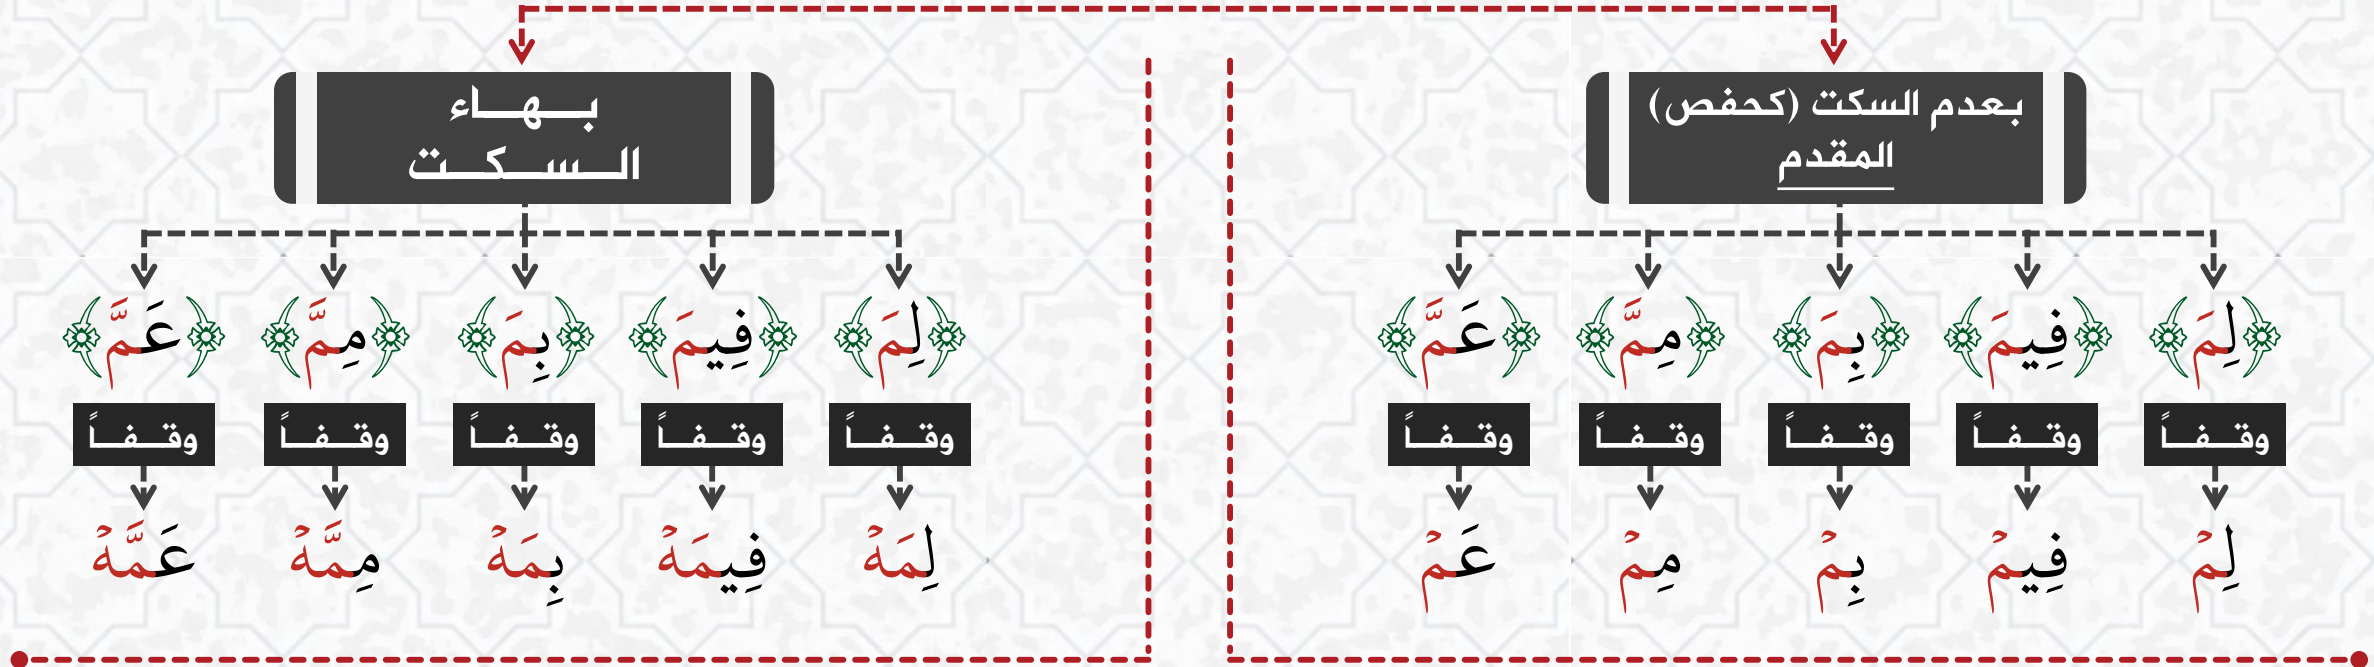 بعدم السكت (كحفص)
المقدم
﴿لِمَ﴾ ﴿فِيمَ﴾ ﴿بِمَ﴾ ﴿مِمَّ﴾ ﴿عَمَّ﴾
وقفاً وقفاً وقفاً وقفاً وقفاً
لِمْ فِيمْ بِمْ مِمْ عَمْ
بهاء
السكت
﴿لِمَ﴾ ﴿فِيمَ﴾ ﴿بِمَ﴾ ﴿مِمَّ﴾ ﴿عَمَّ﴾
وقفاً وقفاً وقفاً وقفاً وقفاً
لِمَهْ فِيمَهْ بِمَهْ مِمَّهْ عَمَّهْ